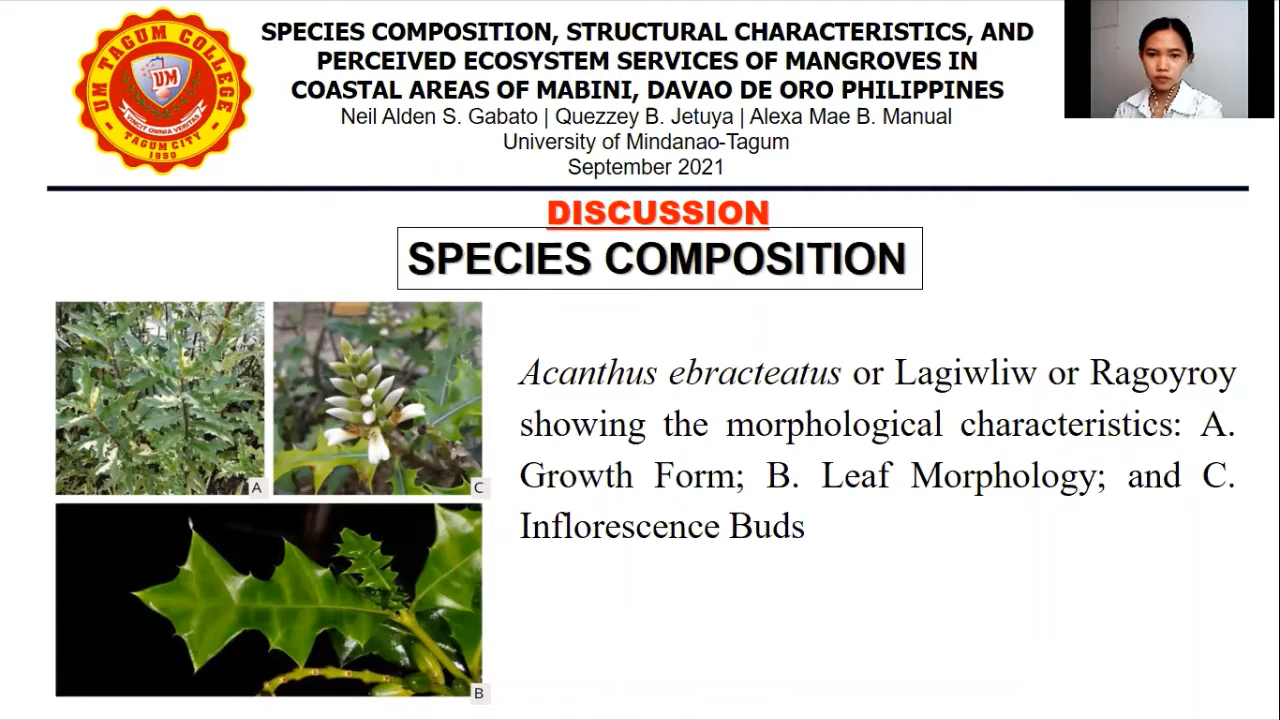 SPECIES COMPOSITION, STRUCTURAL CHARACTERISTICS, AND
PERCEIVED ECOSYSTEM SERVICES OF MANGROVES IN
COASTAL AREAS OF MABINI, DAVAO DE ORO PHILIPPINES
Neil Alden S. Gabato | Quezzey B. Jetuya | Alexa Mae B. Manual
University of Mindanao-Tagum
September 2021
UM TAGUM COLLEGE
UM
VINCIT OMNIA VERITAS
TAGUM CITY
1950
DISCUSSION
SPECIES COMPOSITION
A
C
B
Acanthus ebracteatus or Lagiwliw or Ragoyroy
showing the morphological characteristics: A.
Growth Form; B. Leaf Morphology; and C.
Inflorescence Buds